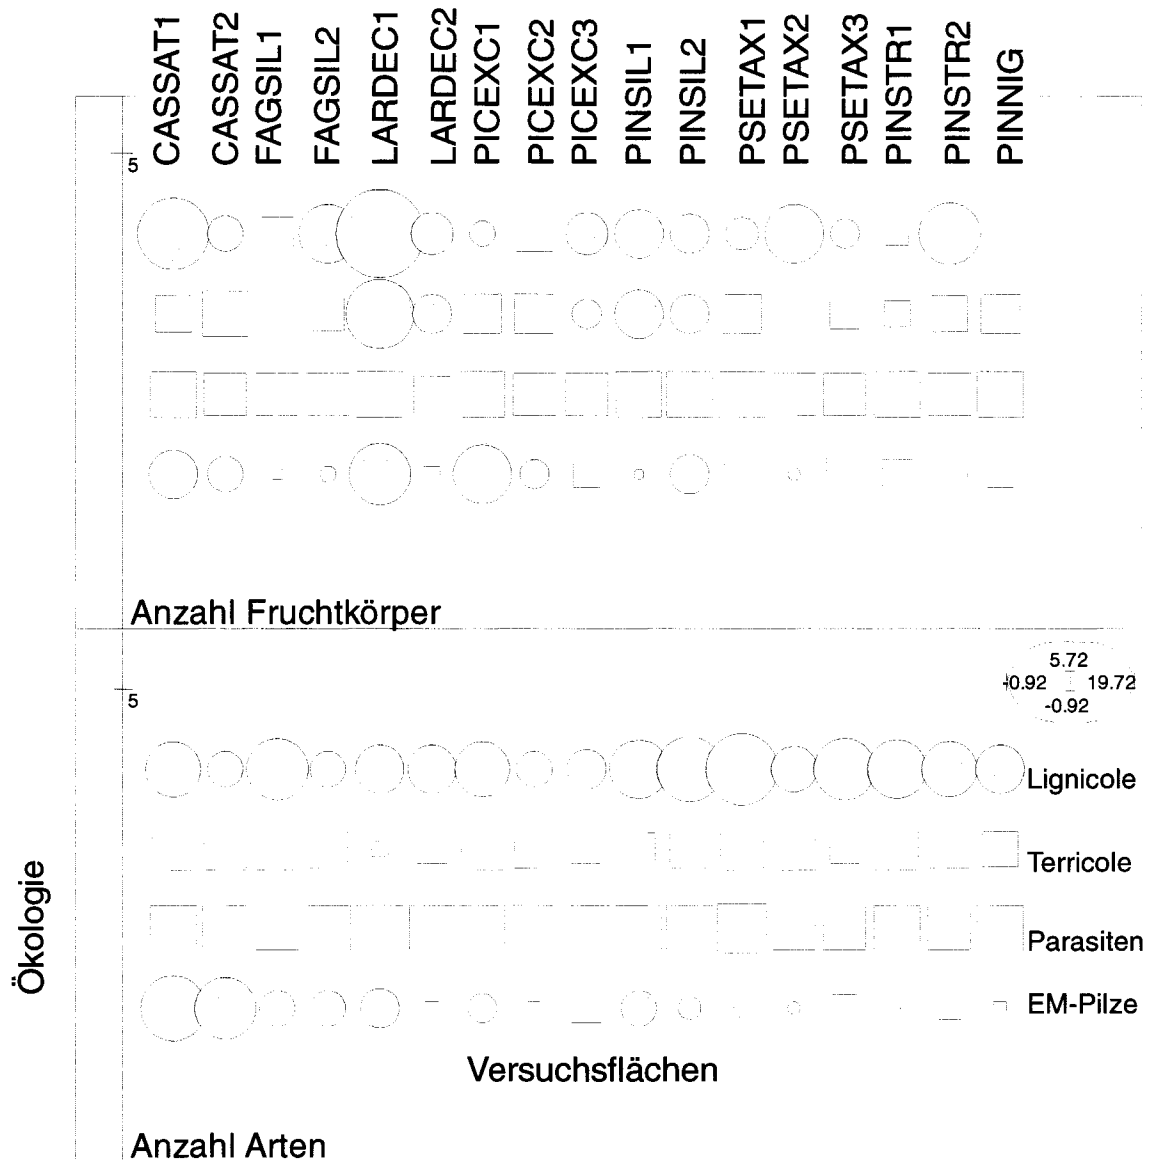 CASSAT1 CASSAT2 FAGSIL1 FAGSIL2 LARDEC1 LARDEC2 PICEXC1 PICEXC2 PICEXC3 PINSIL1 PINSIL2 PSETAX1 PSETAX2 PSETAX3 PINSTR1 PINSTR2 PINNIG
5
Anzahl Fruchtkörper
5.72
-0.92 19.72
-0.92
5
Lignicole
Terricole
Parasiten
EM-Pilze
Ökologie
Versuchsflächen
Anzahl Arten